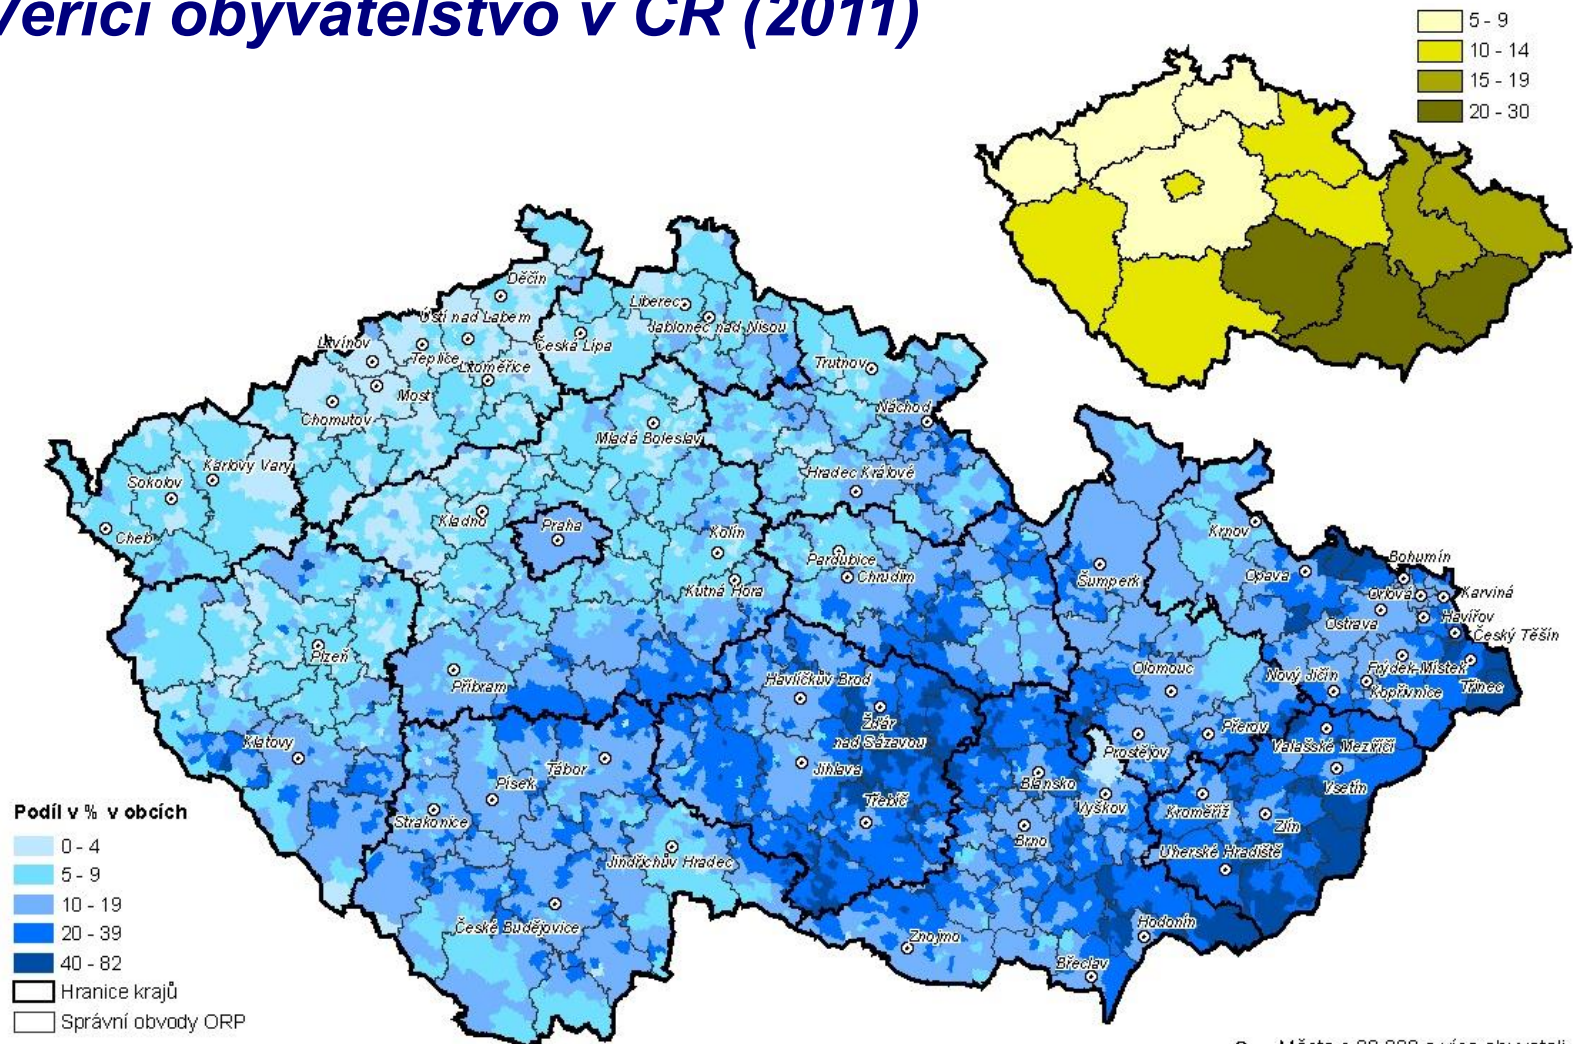 Věřící obyvatelstvo v ČR (2011)
5 - 9
10 - 14
15 - 19
20 - 30
Děčín
Ústí nad Labem
Liberec
Jablonec nad Nisou
Litvínov
Teplice
Česká Lípa
Litoměřice
Trutnov
Most
Chomutov
Náchod
Mladá Boleslav
Karlovy Vary
Sokolov
Hradec Králové
Kladno
Praha
Cheb
Kolín
Pardubice
Chrudim
Kutná Hora
Krnov
Bohumín
Opava
Šumperk
Orlová
Karviná
Havířov
Ostrava
Český Těšín
Plzeň
Příbram
Olomouc
Nový Jičín
Frýdek-Místek
Kopřivnice
Třinec
Havlíčkův Brod
Žďár
nad Sázavou
Klatovy
Přerov
Prostějov
Valašské Meziříčí
Tábor
Jihlava
Písek
Blansko
Vsetín
Strakonice
Třebíč
Vyškov
Kroměříž
Zlín
Brno
Jindřichův Hradec
Uherské Hradiště
České Budějovice
Znojmo
Hodonín
Břeclav
Podíl v % v obcích
0 - 4
5 - 9
10 - 19
20 - 39
40 - 82
Hranice krajů
Správní obvody ORP